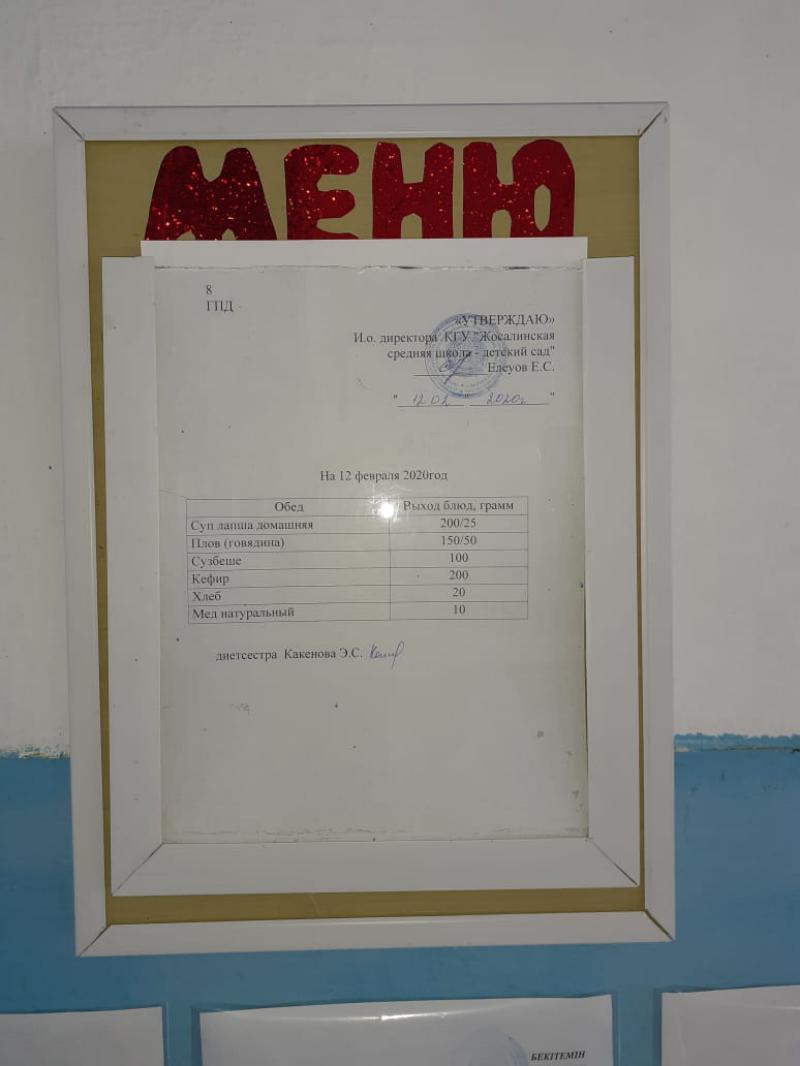 МЕНЮ
8
ГПД
«УТВЕРЖДАЮ»
И.о. директора КГУ "Жосалинская
средняя школа - детский сад"
Елеуов Е.С.
" 12.02 " 2020г "
На 12 февраля 2020год
Обед Выход блюд, грамм
Суп лапша домашняя 200/25
Плов (говядина) 150/50
Сузбеше 100
Кефир 200
Хлеб 20
Мед натуральный 10
диетсестра Какенова Э.С.
БЕКІТЕМІН